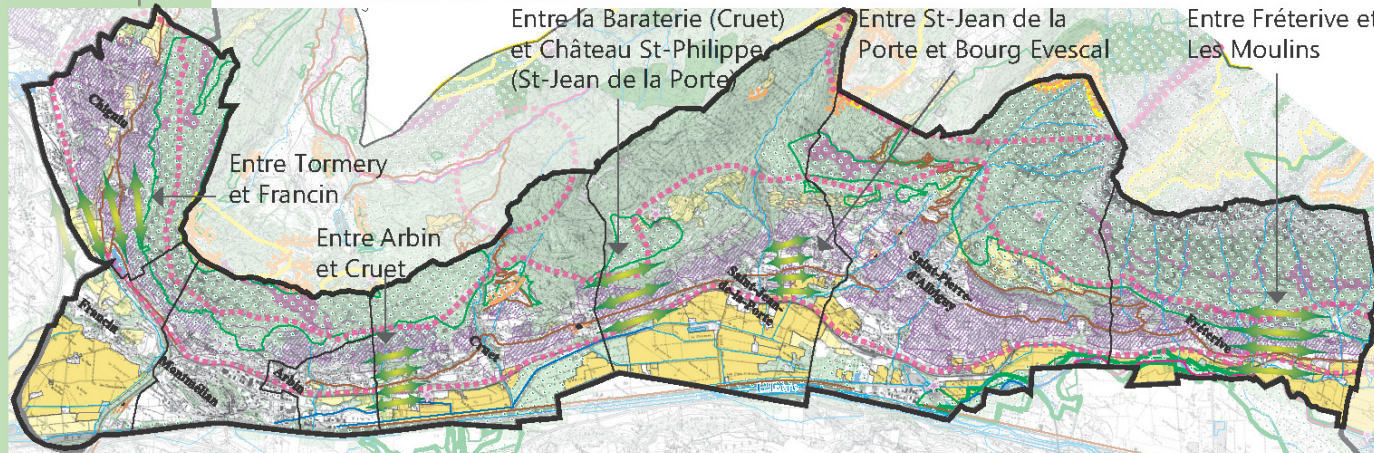 Entre la Baraterie (Cruet)
et Château St-Philippe
(St-Jean de la Porte)
Entre St-Jean de la
Porte et Bourg Evescal
Entre Fréterive et
Les Moulins
Entre Tormery
et Francin
Entre Arbin
et Cruet
Chignin
Francin
Montmélian
Arbin
Cruet
Saint-Jean-
de-la-Porte
Saint-Pierre-
d'Albigny
Fréterive
L'Isère